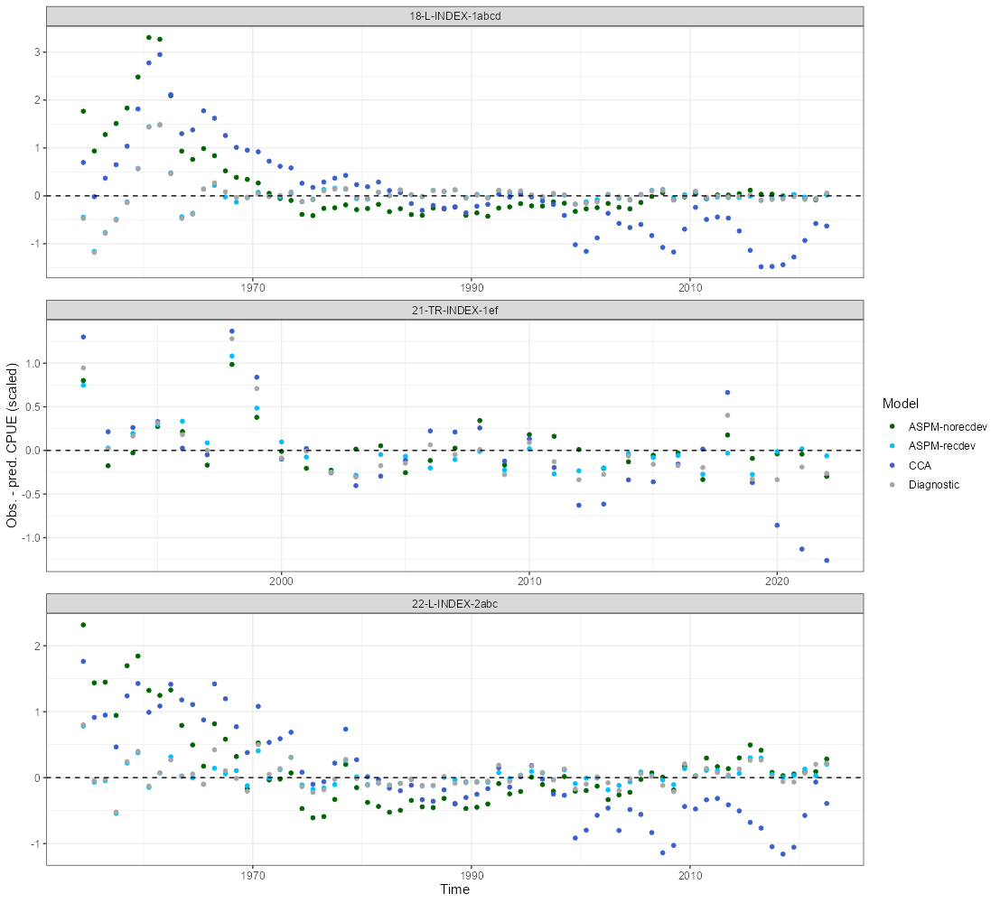 18-L-INDEX-1abcd
3
2
1
0
-1
1970
1990
2010
21-TR-INDEX-1ef
1.0
0.5
0.0
-0.5
-1.0
2000
2010
2020
22-L-INDEX-2abc
2
1
0
-1
1970
1990
2010
Time
Obs. - pred. CPUE (scaled)
Model
ASPM-norecdev
ASPM-recdev
CCA
Diagnostic